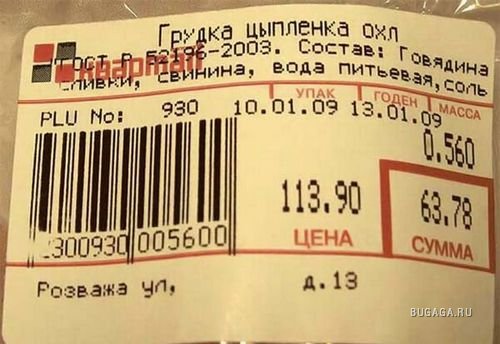 Грудка цыпленка охл
ГОСТ Р 52196-2003. Состав: Говядина
сливки, свинина, вода питьевая, соль
квартал
УПАК ГОДЕН МАССА
PLU No: 930 10.01.09 13.01.09
0.560
113.90 63.78
ЦЕНА СУММА
2300930 005600
Розважа ул, д.13
BUGAGA.RU